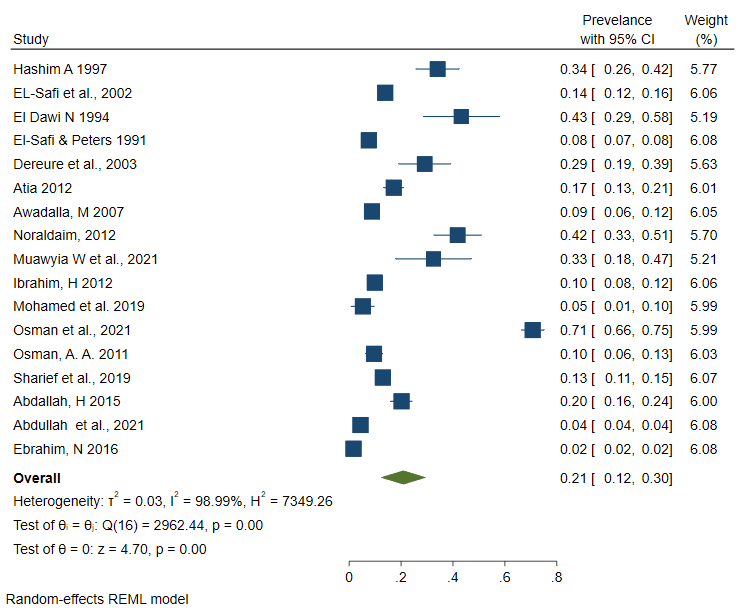 Prevelance Weight
Study with 95% CI (%)
Hashim A 1997 0.34 [ 0.26, 0.42] 5.77
EL-Safi et al., 2002 0.14 [ 0.12, 0.16] 6.06
El Dawi N 1994 0.43 [ 0.29, 0.58] 5.19
El-Safi & Peters 1991 0.08 [ 0.07, 0.08] 6.08
Dereure et al., 2003 0.29 [ 0.19, 0.39] 5.63
Atia 2012 0.17 [ 0.13, 0.21] 6.01
Awadalla, M 2007 0.09 [ 0.06, 0.12] 6.05
Noraldaim, 2012 0.42 [ 0.33, 0.51] 5.70
Muawyia W et al., 2021 0.33 [ 0.18, 0.47] 5.21
Ibrahim, H 2012 0.10 [ 0.08, 0.12] 6.06
Mohamed et al. 2019 0.05 [ 0.01, 0.10] 5.99
Osman et al., 2021 0.71 [ 0.66, 0.75] 5.99
Osman, A. A. 2011 0.10 [ 0.06, 0.13] 6.03
Sharief et al., 2019 0.13 [ 0.11, 0.15] 6.07
Abdallah, H 2015 0.20 [ 0.16, 0.24] 6.00
Abdullah et al., 2021 0.04 [ 0.04, 0.04] 6.08
Ebrahim, N 2016 0.02 [ 0.02, 0.02] 6.08
Overall 0.21 [ 0.12, 0.30]
Heterogeneity: τ² = 0.03, I² = 98.99%, H² = 7349.26
Test of θᵢ = θⱼ: Q(16) = 2962.44, p = 0.00
Test of θ = 0: z = 4.70, p = 0.00
0 .2 .4 .6 .8
Random-effects REML model